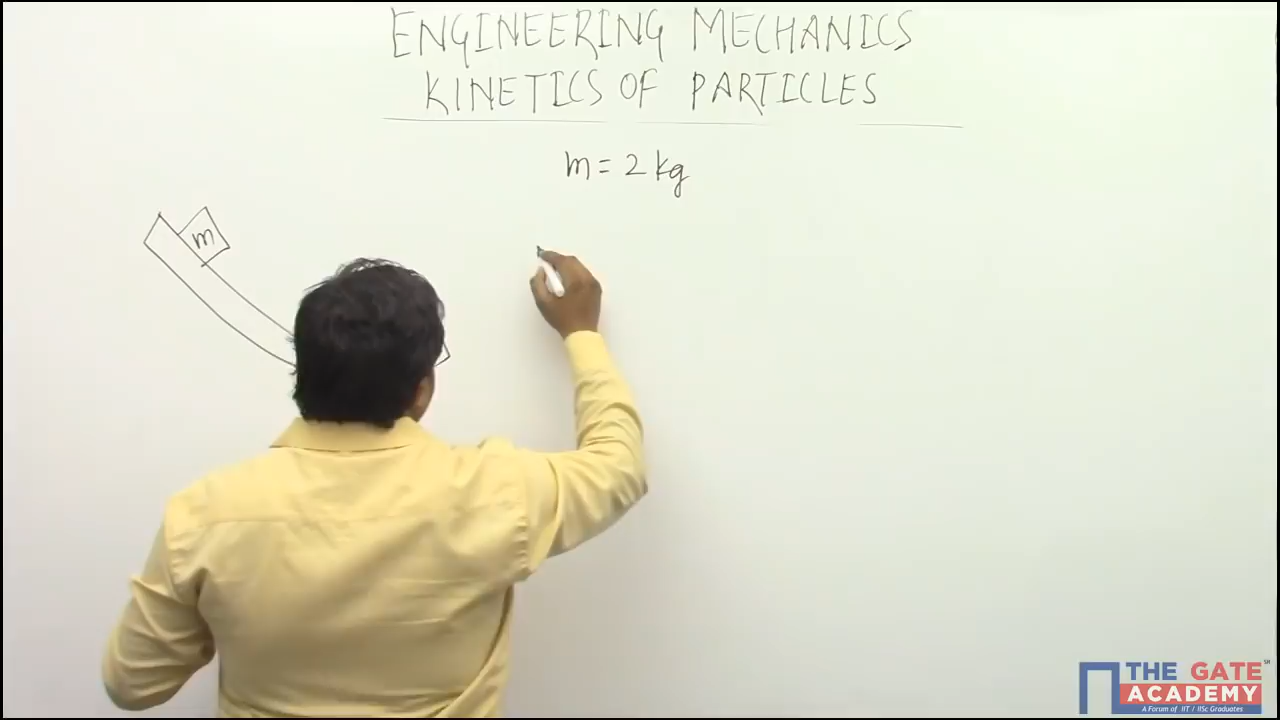 ENGINEERING MECHANICS
KINETICS OF PARTICLES
m = 2 kg
m
THE GATE
ACADEMY
A Forum of IIT / IISc Graduates